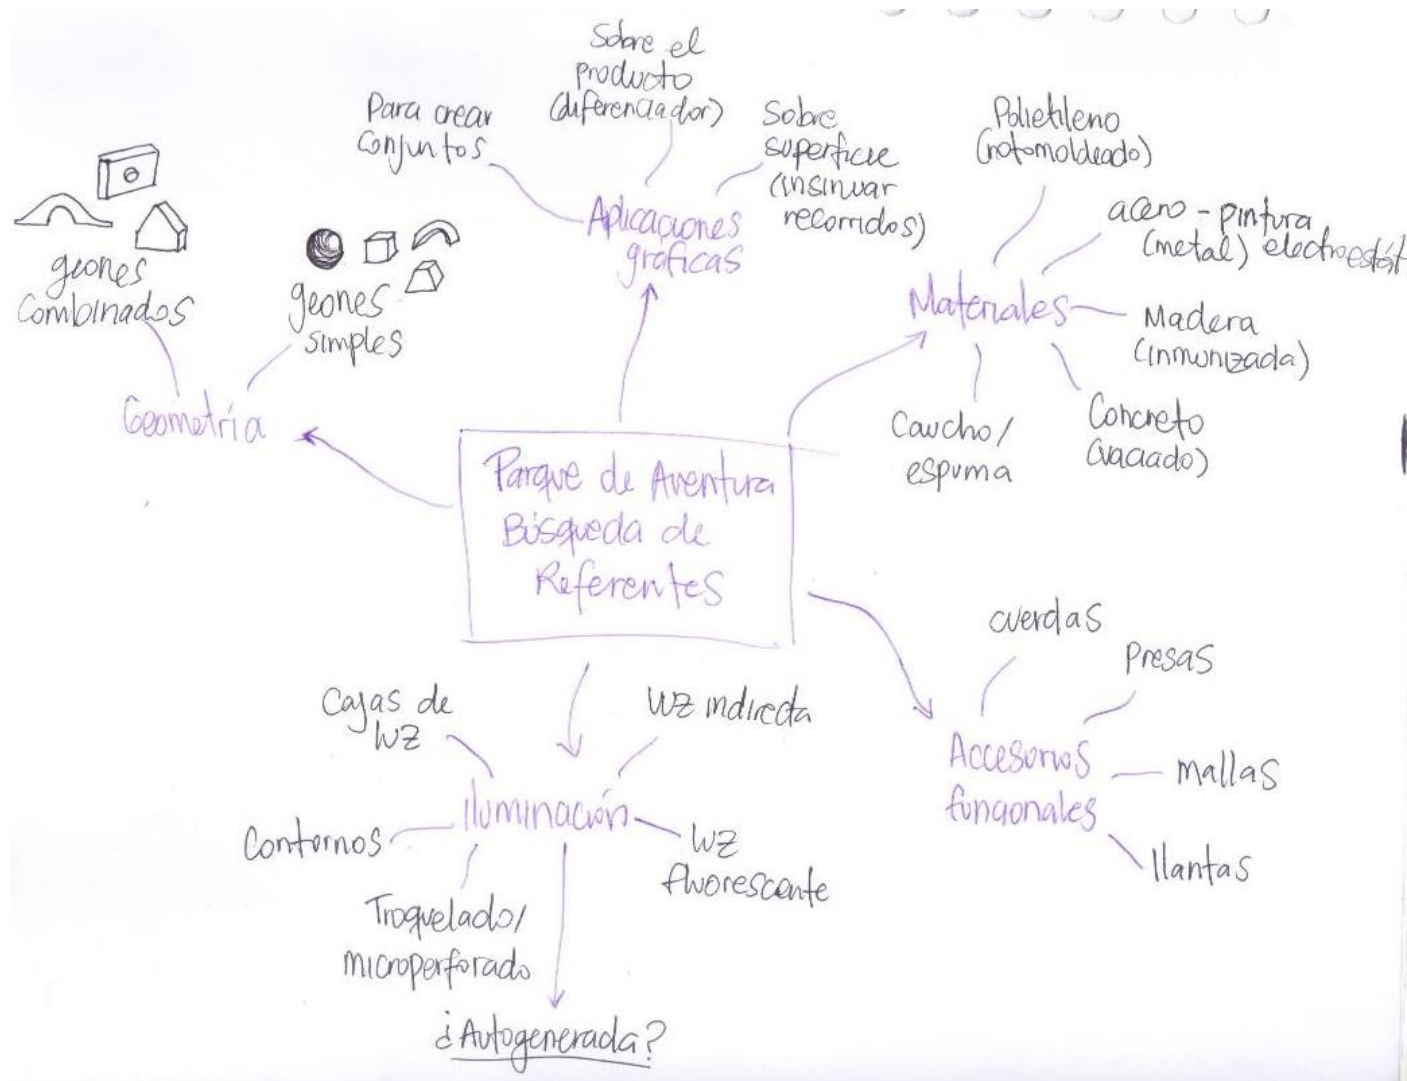 Sobre el
producto
(diferenciador)
Para crear
conjuntos
Sobre
superficie
(insinuar
recorridos)
Aplicaciones
gráficas
Polietileno
(rotomoldeado)
acero - pintura
(metal) electroestát
Materiales
Madera
(inmunizada)
Concreto
(vaciado)
Caucho/
espuma
geones
combinados
geones
simples
Geometría
Parque de Aventura
Búsqueda de
Referentes
cuerdas
Presas
Accesorios
funcionales
mallas
llantas
Cajas de
luz
luz indirecta
Iluminación
Contornos
luz
fluorescente
Troquelado/
microperforado
¿Autogenerada?